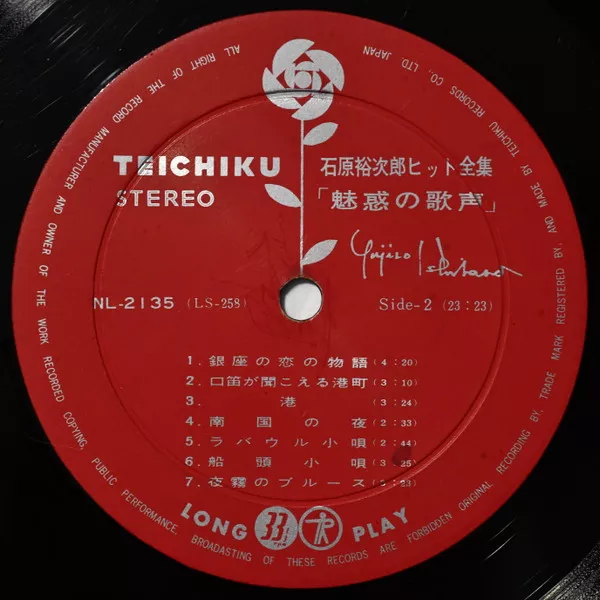 TEICHIKU
STEREO
石原裕次郎ヒット全集
「魅惑の歌声」
Yujiro Ishihara
NL-2135 (LS-258)
Side-2 (23:23)
1. 銀座の恋の物語 (4:20)
2. 口笛が聞こえる港町 (3:10)
3. 港 (3:24)
4. 南国の夜 (2:33)
5. ラバウル小唄 (2:44)
6. 船頭小唄 (3:25)
7. 夜霧のブルース (3:23)
LONG 33⅓ PLAY
TRADE MARK REGISTERED BY, AND MADE BY TEICHIKU RECORDS CO., LTD. JAPAN
ALL RIGHT OF THE RECORD MANUFACTURER AND OWNER OF THE WORK RECORDED COPYING, PUBLIC PERFORMANCE, BROADASTING OF THESE RECORDS ARE FORBIDDEN ORIGINAL RECORDING BY,